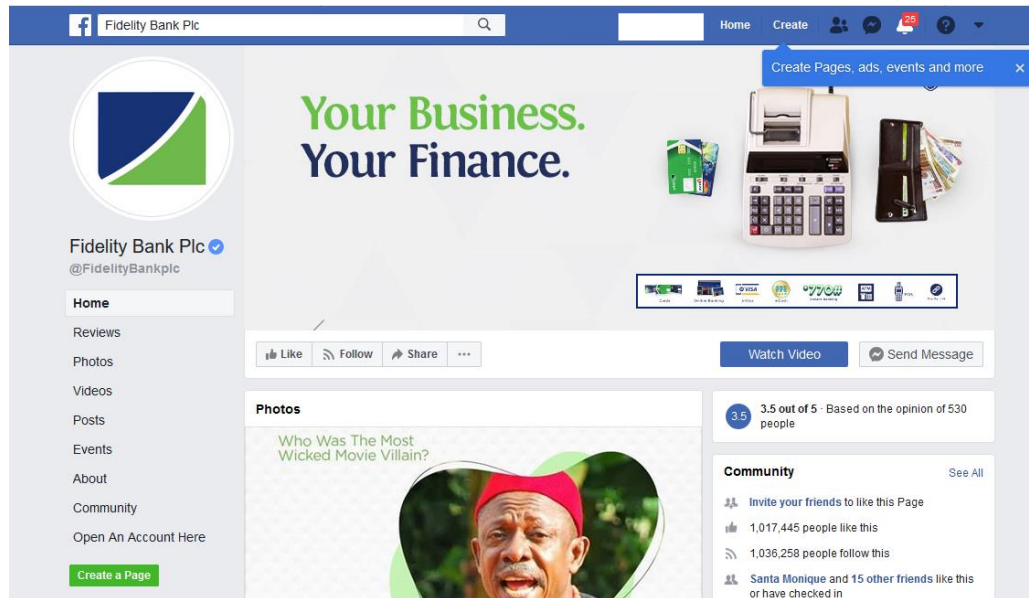 Fidelity Bank Plc
Home
Create
25
Create Pages, ads, events and more
Your Business.
Your Finance.
VISA
*770#
Fidelity Bank Plc
@FidelityBankplc
Home
Reviews
Photos
Videos
Posts
Events
About
Community
Open An Account Here
Create a Page
Like
Follow
Share
Watch Video
Send Message
Photos
Who Was The Most
Wicked Movie Villain?
3.5
3.5 out of 5 · Based on the opinion of 530
people
Community
See All
Invite your friends to like this Page
1,017,445 people like this
1,036,258 people follow this
Santa Monique and 15 other friends like this
or have checked in